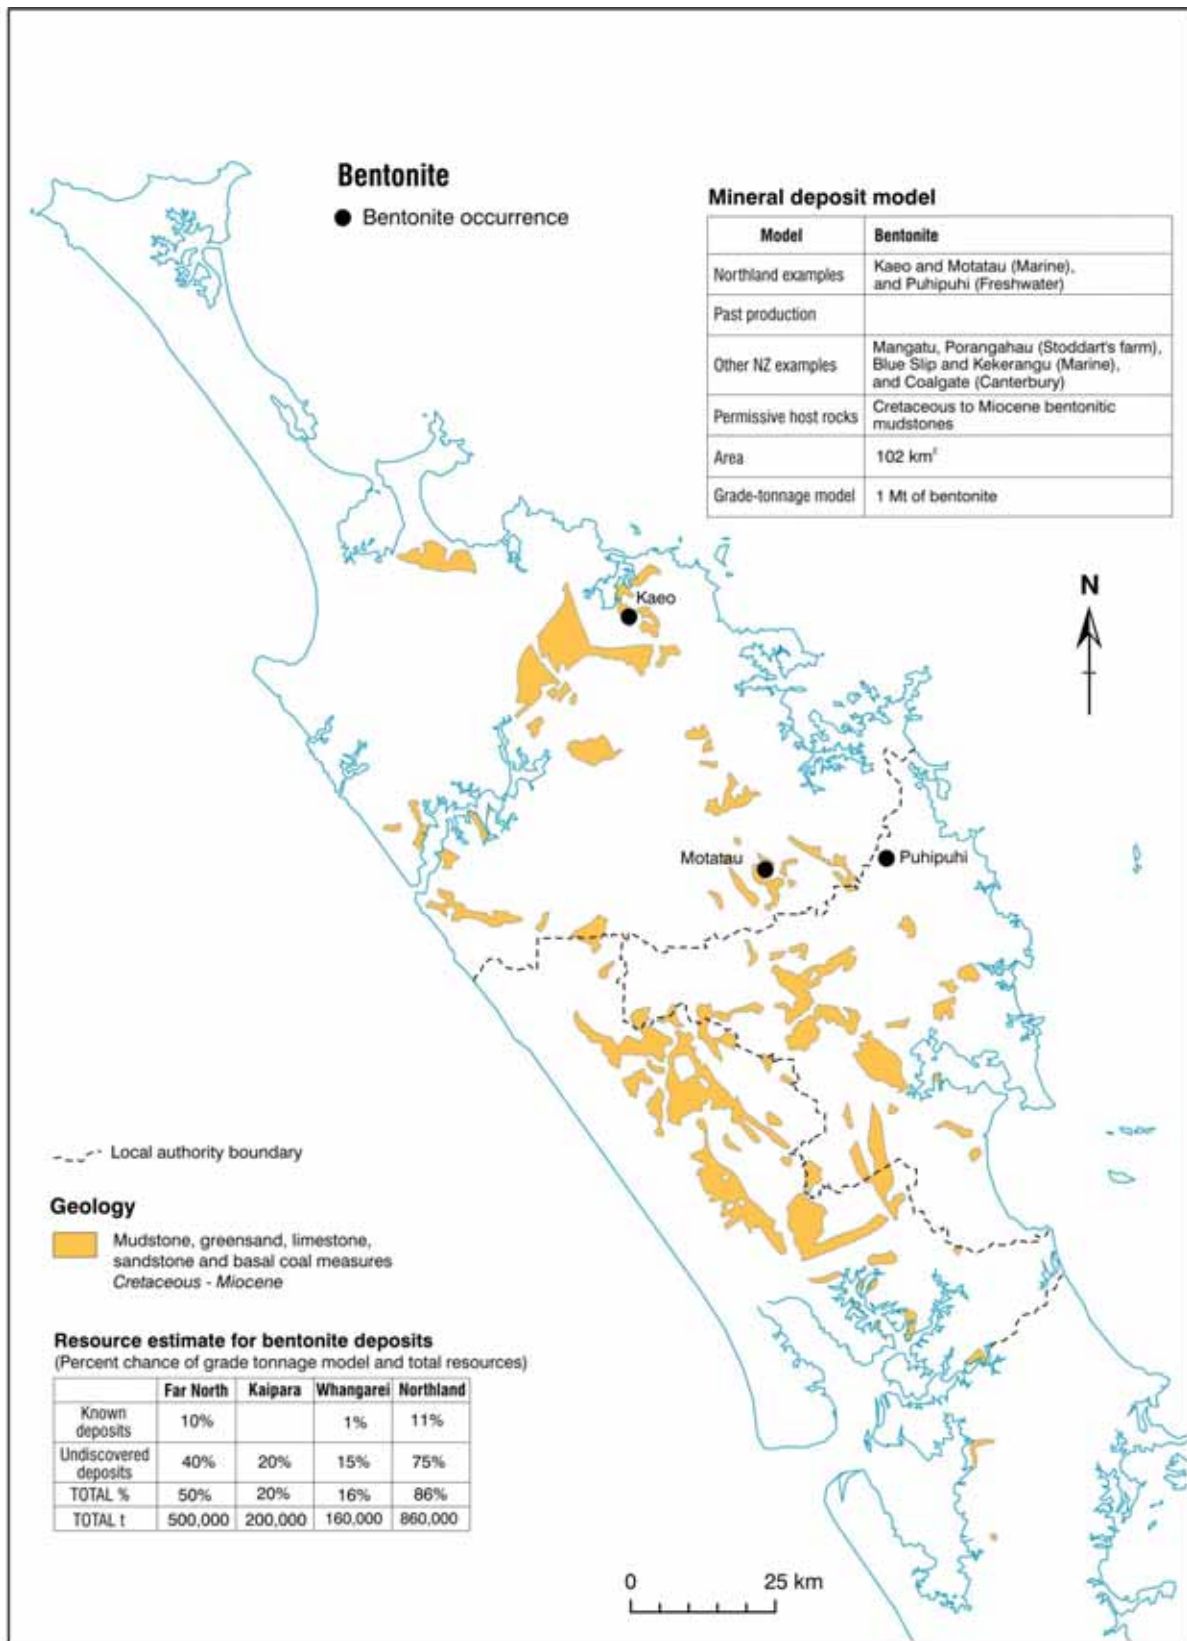 Bentonite
Bentonite occurrence
Mineral deposit model
Model Bentonite
Northland examples Kaeo and Motatau (Marine),
and Puhipuhi (Freshwater)
Past production
Other NZ examples Mangatu, Porangahau (Stoddart's farm),
Blue Slip and Kekerangu (Marine),
and Coalgate (Canterbury)
Permissive host rocks Cretaceous to Miocene bentonitic
mudstones
Area 102 km²
Grade-tonnage model 1 Mt of bentonite
N
Kaeo
Motatau
Puhipuhi
Local authority boundary
Geology
Mudstone, greensand, limestone,
sandstone and basal coal measures
Cretaceous - Miocene
Resource estimate for bentonite deposits
(Percent chance of grade tonnage model and total resources)
Far North Kaipara Whangarei Northland
Known
deposits 10% 1% 11%
Undiscovered
deposits 40% 20% 15% 75%
TOTAL % 50% 20% 16% 86%
TOTAL t 500,000 200,000 160,000 860,000
0 25 km